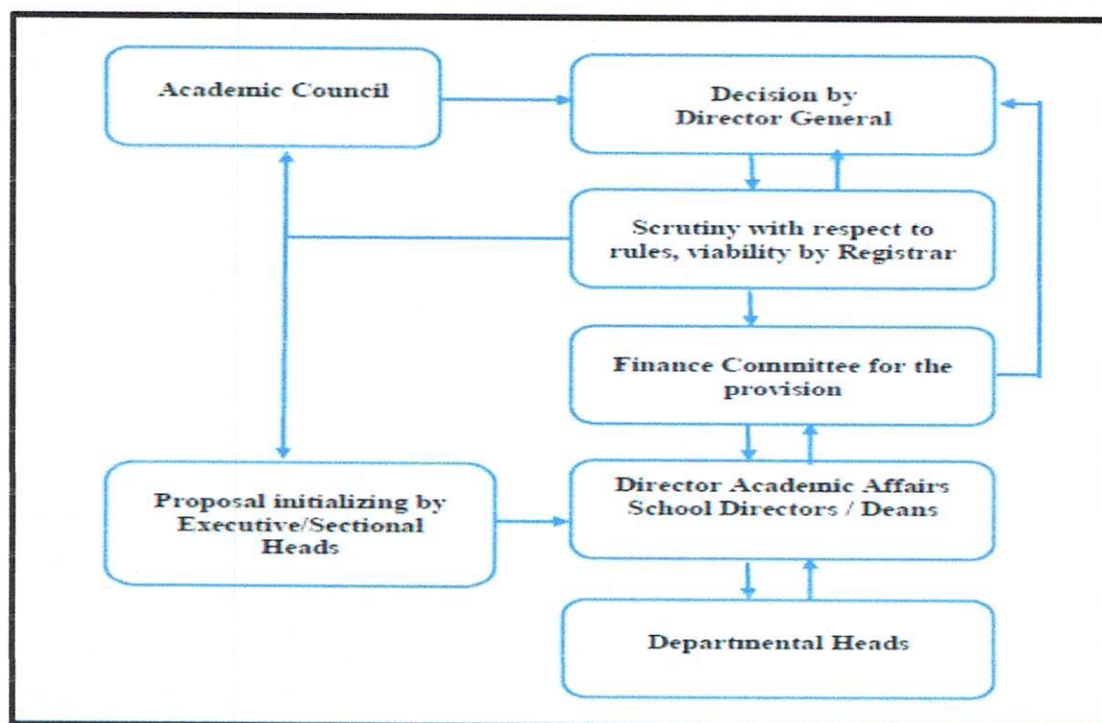 Academic Council
Decision by
Director General
Scrutiny with respect to
rules, viability by Registrar
Finance Committee for the
provision
Proposal initializing by
Executive/Sectional
Heads
Director Academic Affairs
School Directors / Deans
Departmental Heads